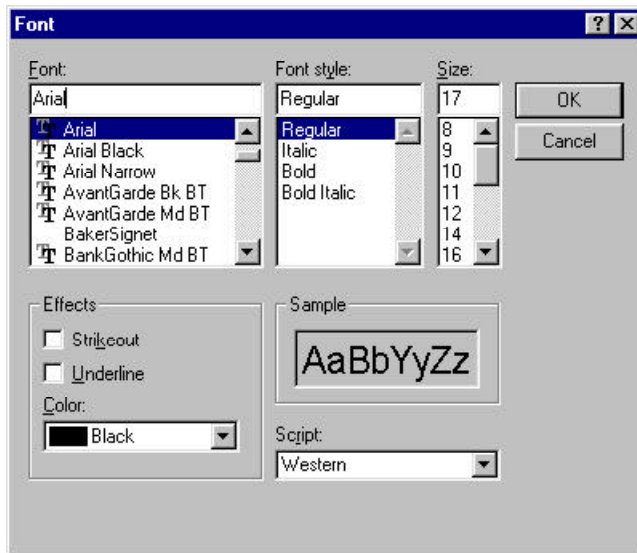 Font
Font:
Arial
Arial
Arial Black
Arial Narrow
AvantGarde Bk BT
AvantGarde Md BT
BakerSignet
BankGothic Md BT
Font style:
Regular
Regular
Italic
Bold
Bold Italic
Size:
17
8
9
10
11
12
14
16
OK
Cancel
Effects
Strikeout
Underline
Color:
Black
Sample
AaBbYyZz
Script:
Western